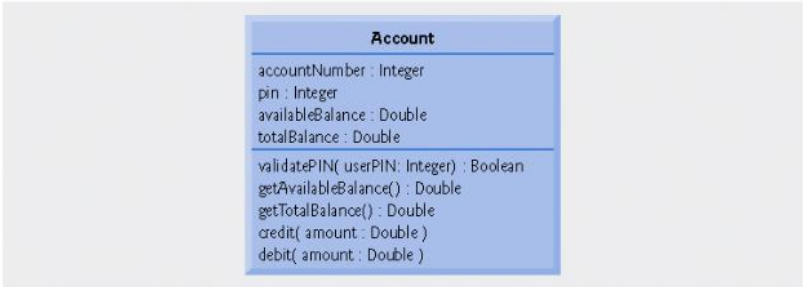 Account
accountNumber : Integer
pin : Integer
availableBalance : Double
totalBalance : Double
validatePIN( userPIN: Integer) : Boolean
getAvailableBalance() : Double
getTotalBalance() : Double
credit( amount : Double )
debit( amount : Double )